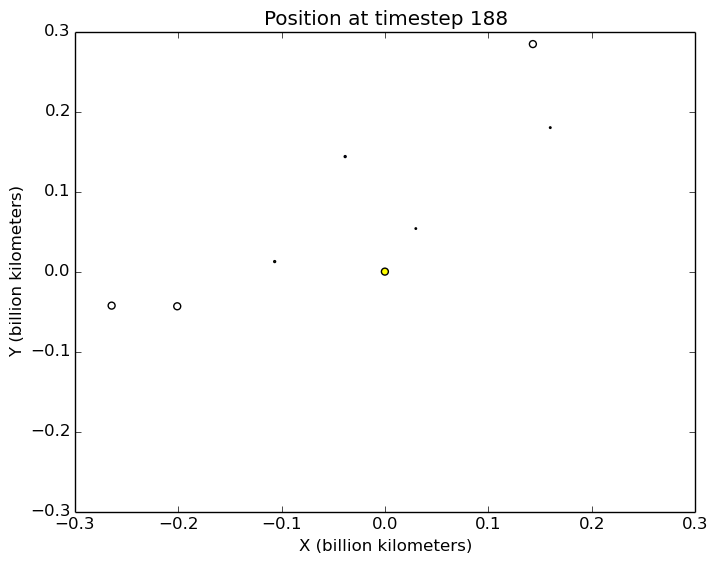 Position at timestep 188
0.3
0.2
0.1
0.0
−0.1
−0.2
−0.3
Y (billion kilometers)
−0.3 −0.2 −0.1 0.0 0.1 0.2 0.3
X (billion kilometers)